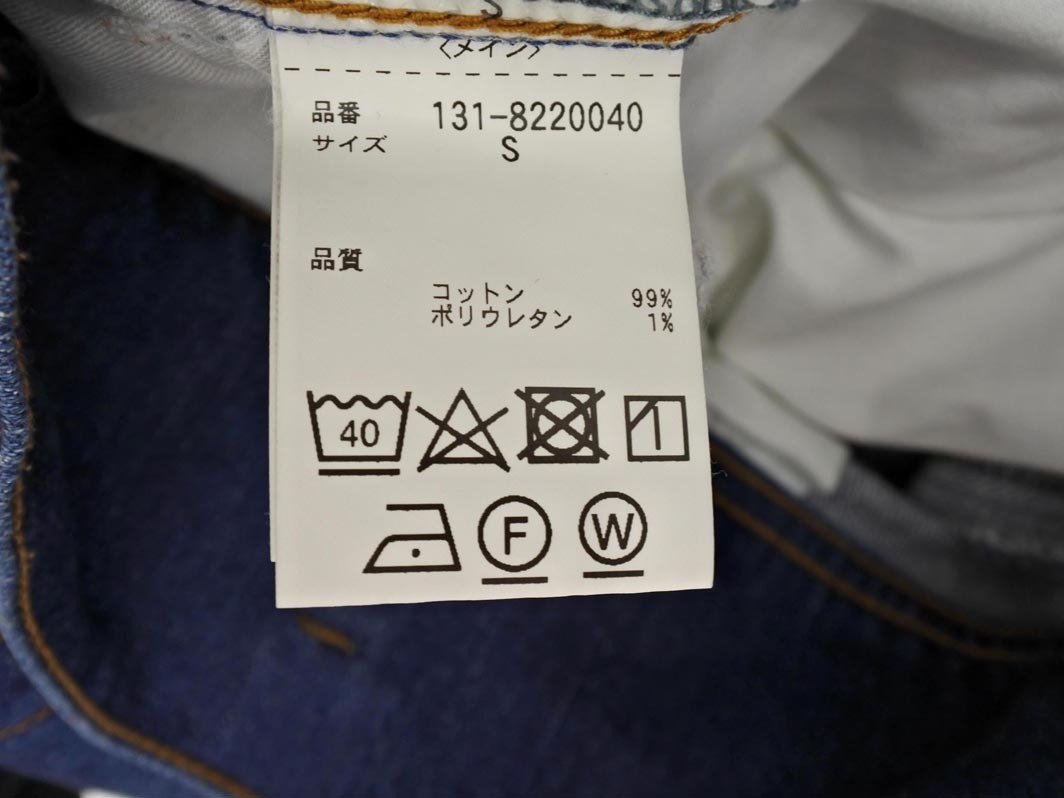 S
〈メイン〉
品番 131-8220040
サイズ S
品質
コットン 99%
ポリウレタン 1%
40
F W